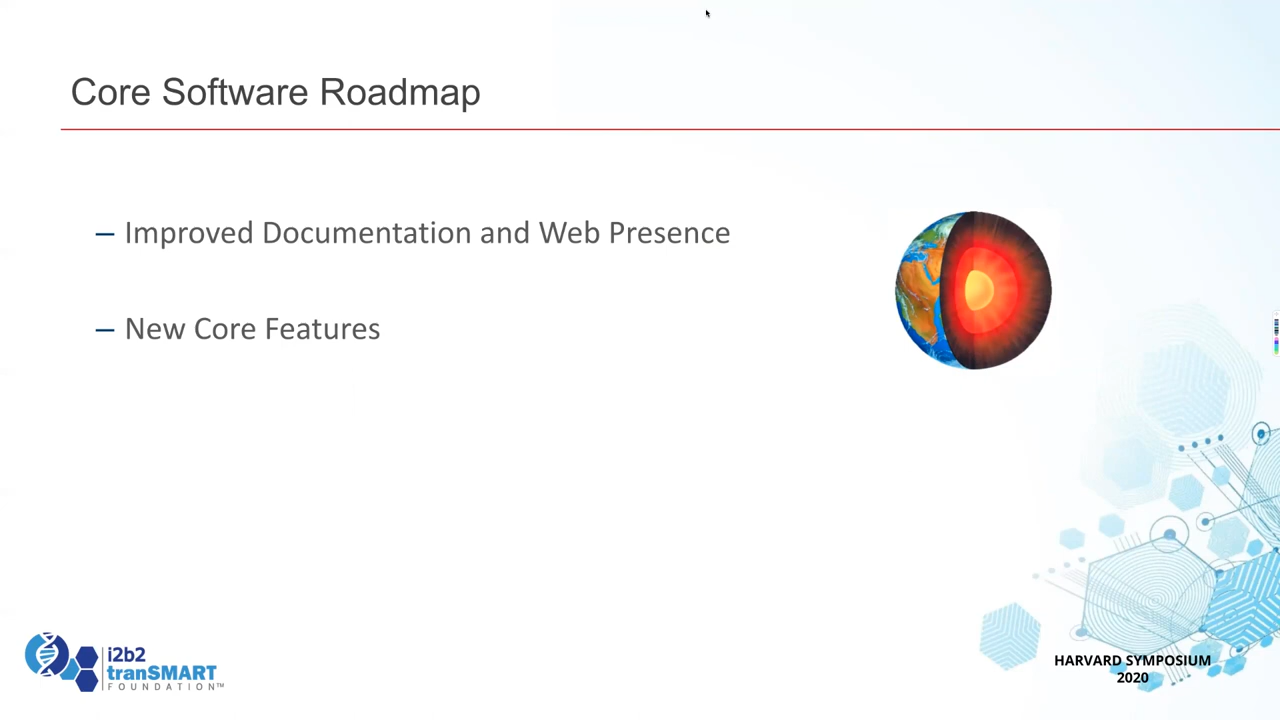 Core Software Roadmap
– Improved Documentation and Web Presence
– New Core Features
i2b2
tranSMART
FOUNDATION™
HARVARD SYMPOSIUM
2020